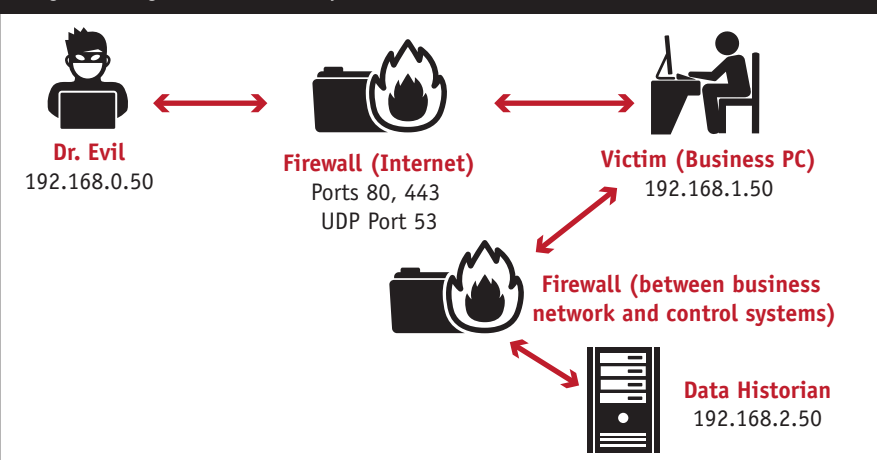 Dr. Evil
192.168.0.50
Firewall (Internet)
Ports 80, 443
UDP Port 53
Victim (Business PC)
192.168.1.50
Firewall (between business
network and control systems)
Data Historian
192.168.2.50